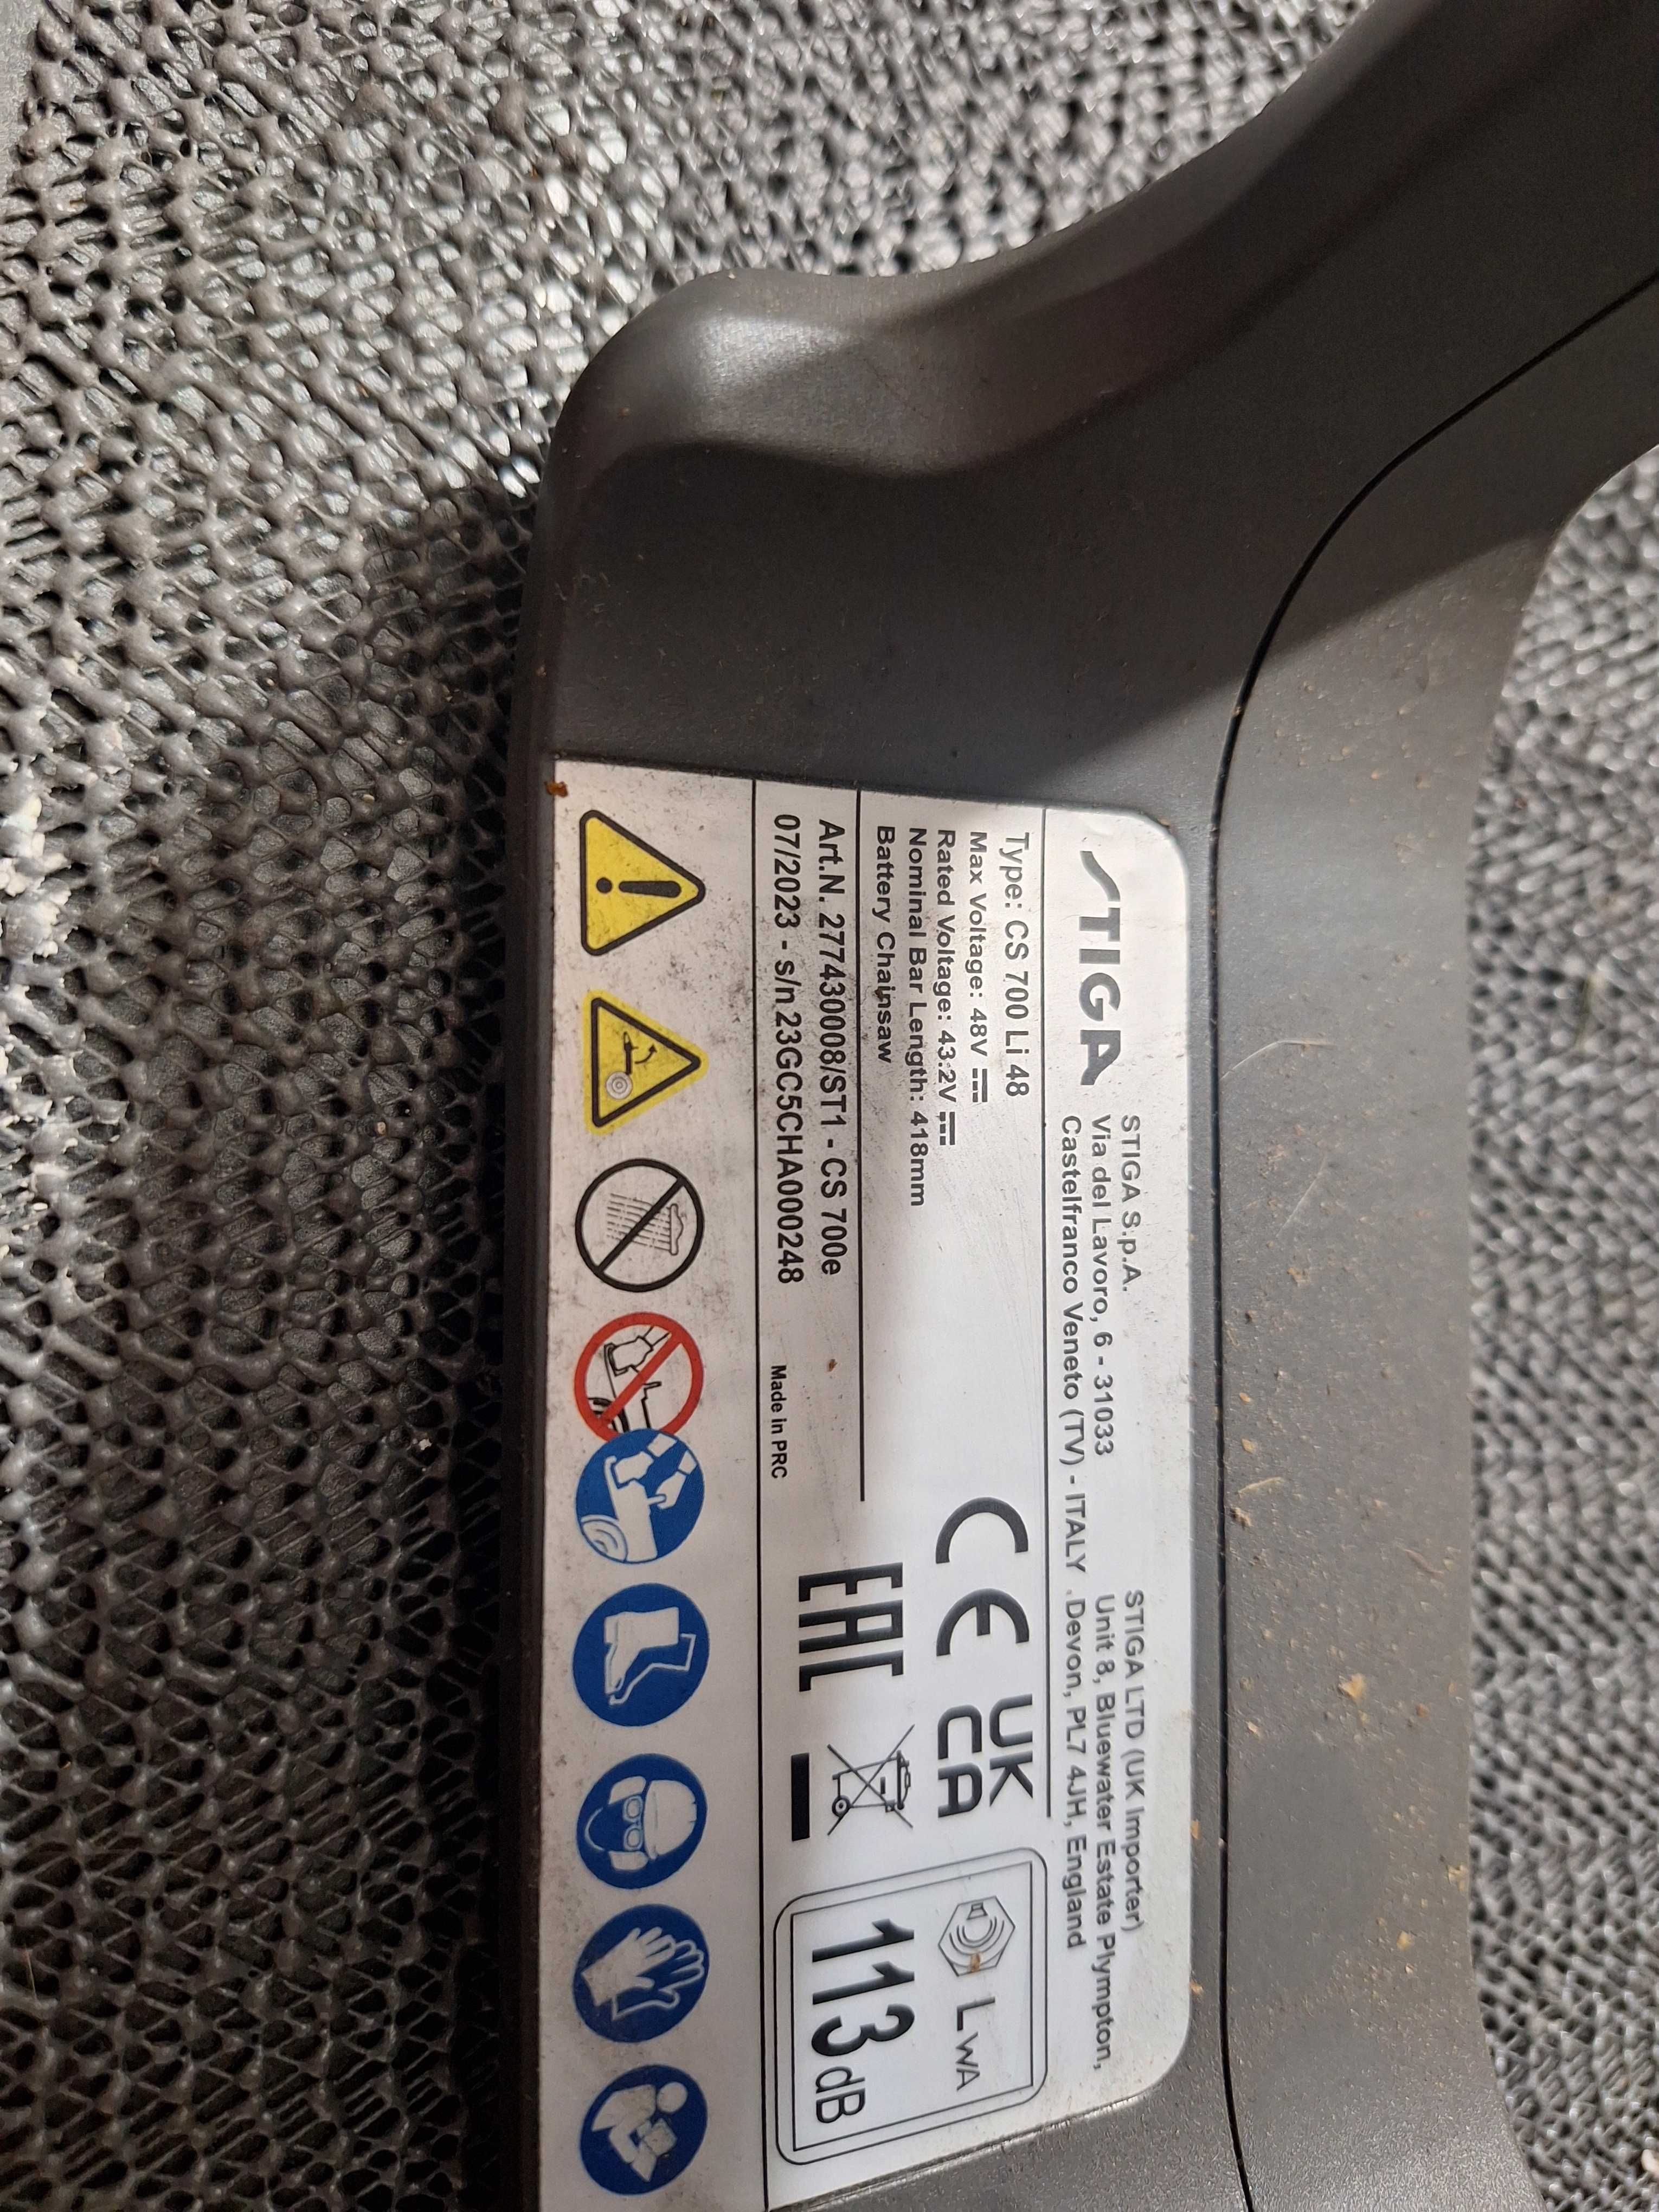 STIGA
STIGA S.p.A.
Via del Lavoro, 6 - 31033
Castelfranco Veneto (TV) - ITALY
STIGA LTD (UK Importer)
Unit 8, Bluewater Estate Plympton,
.Devon, PL7 4JH, England
Type: CS 700 Li 48
Max Voltage: 48V ⎓
Rated Voltage: 43.2V ⎓
Nominal Bar Length: 418mm
Battery Chainsaw
Art.N. 277430008/ST1 - CS 700e
07/2023 - s/n 23GC5CHA000248
Made in PRC
CE
UK
CA
EAC
LWA
113 dB